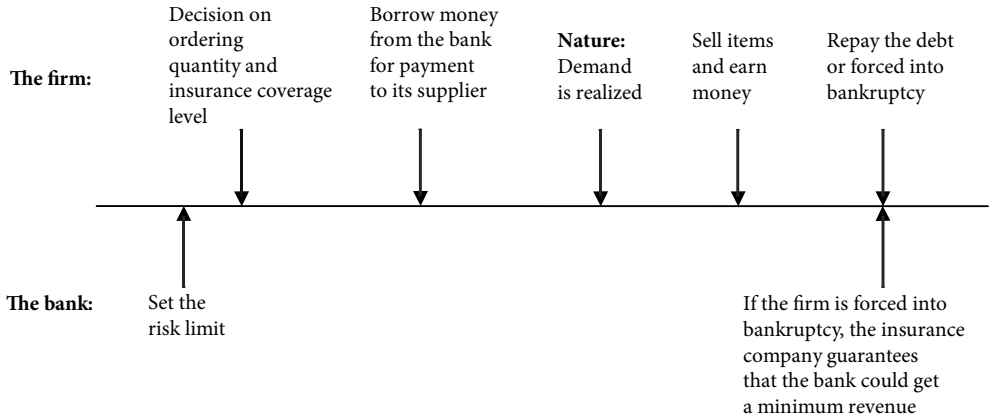 The firm:
Decision on
ordering
quantity and
insurance coverage
level
Borrow money
from the bank
for payment
to its supplier
Nature:
Demand
is realized
Sell items
and earn
money
Repay the debt
or forced into
bankruptcy
The bank:
Set the
risk limit
If the firm is forced into
bankruptcy, the insurance
company guarantees
that the bank could get
a minimum revenue